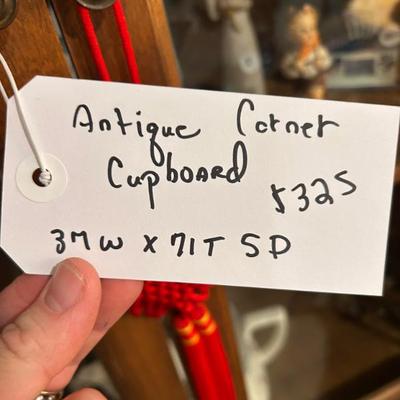 Antique Corner
Cupboard $325
37W x 71T 5D